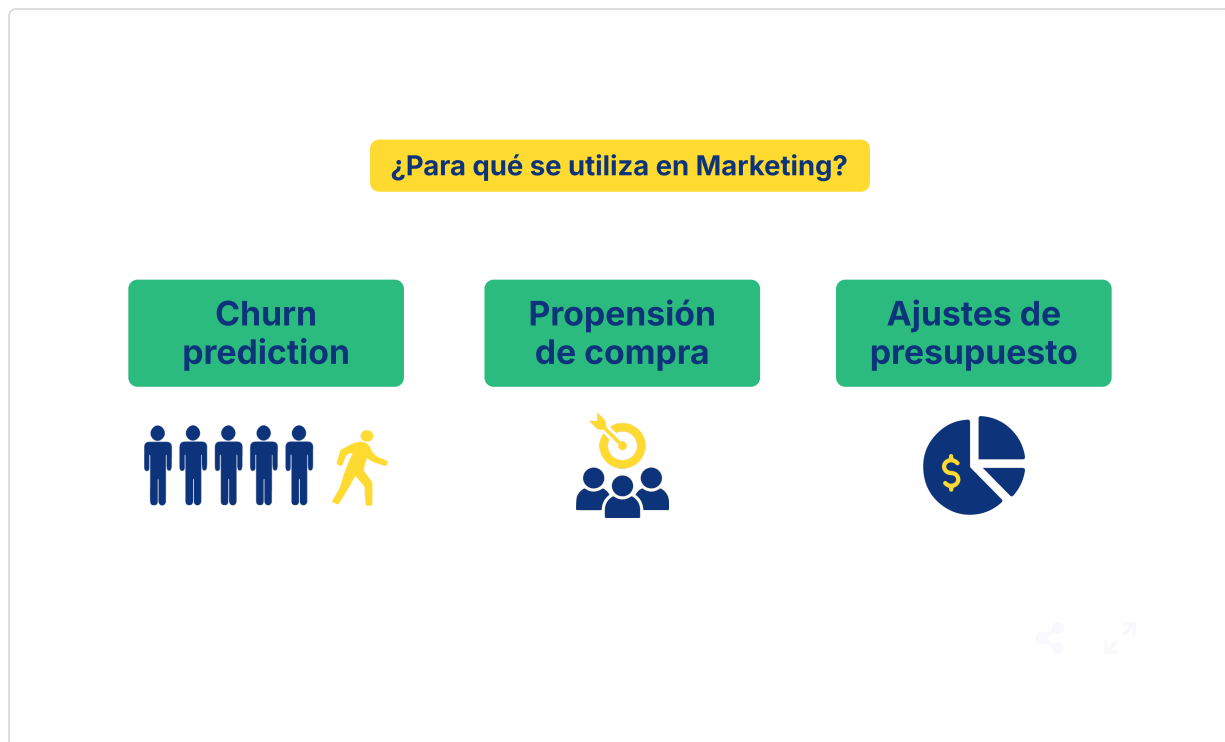 ¿Para qué se utiliza en Marketing?
Churn
prediction
Propensión
de compra
Ajustes de
presupuesto
$